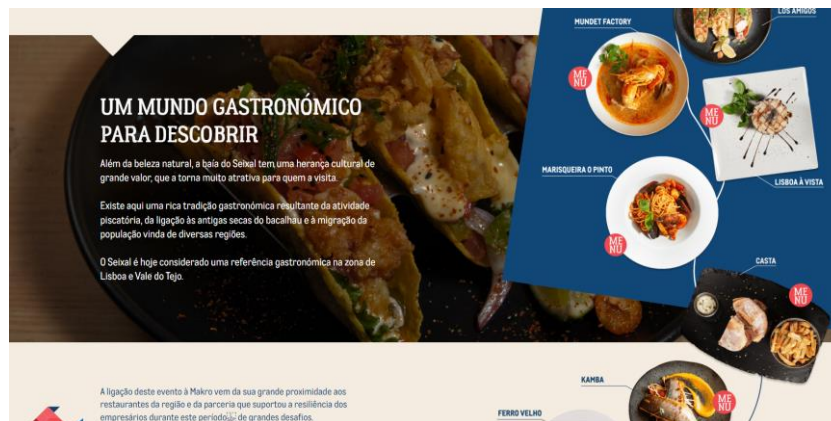 UM MUNDO GASTRONÓMICO
PARA DESCOBRIR
Além da beleza natural, a baía do Seixal tem uma herança cultural de
grande valor, que a torna muito atrativa para quem a visita.
Existe aqui uma rica tradição gastronómica resultante da atividade
piscatória, da ligação às antigas secas do bacalhau e à migração da
população vinda de diversas regiões.
O Seixal é hoje considerado uma referência gastronómica na zona de
Lisboa e Vale do Tejo.
LOS AMIGOS
MUNDET FACTORY
ME
NU
ME
NU
LISBOA À VISTA
MARISQUEIRA O PINTO
ME
NU
CASTA
ME
NU
KAMBA
ME
NU
FERRO VELHO
A ligação deste evento à Makro vem da sua grande proximidade aos
restaurantes da região e da parceria que suportou a resiliência dos
empresários durante este período de grandes desafios.